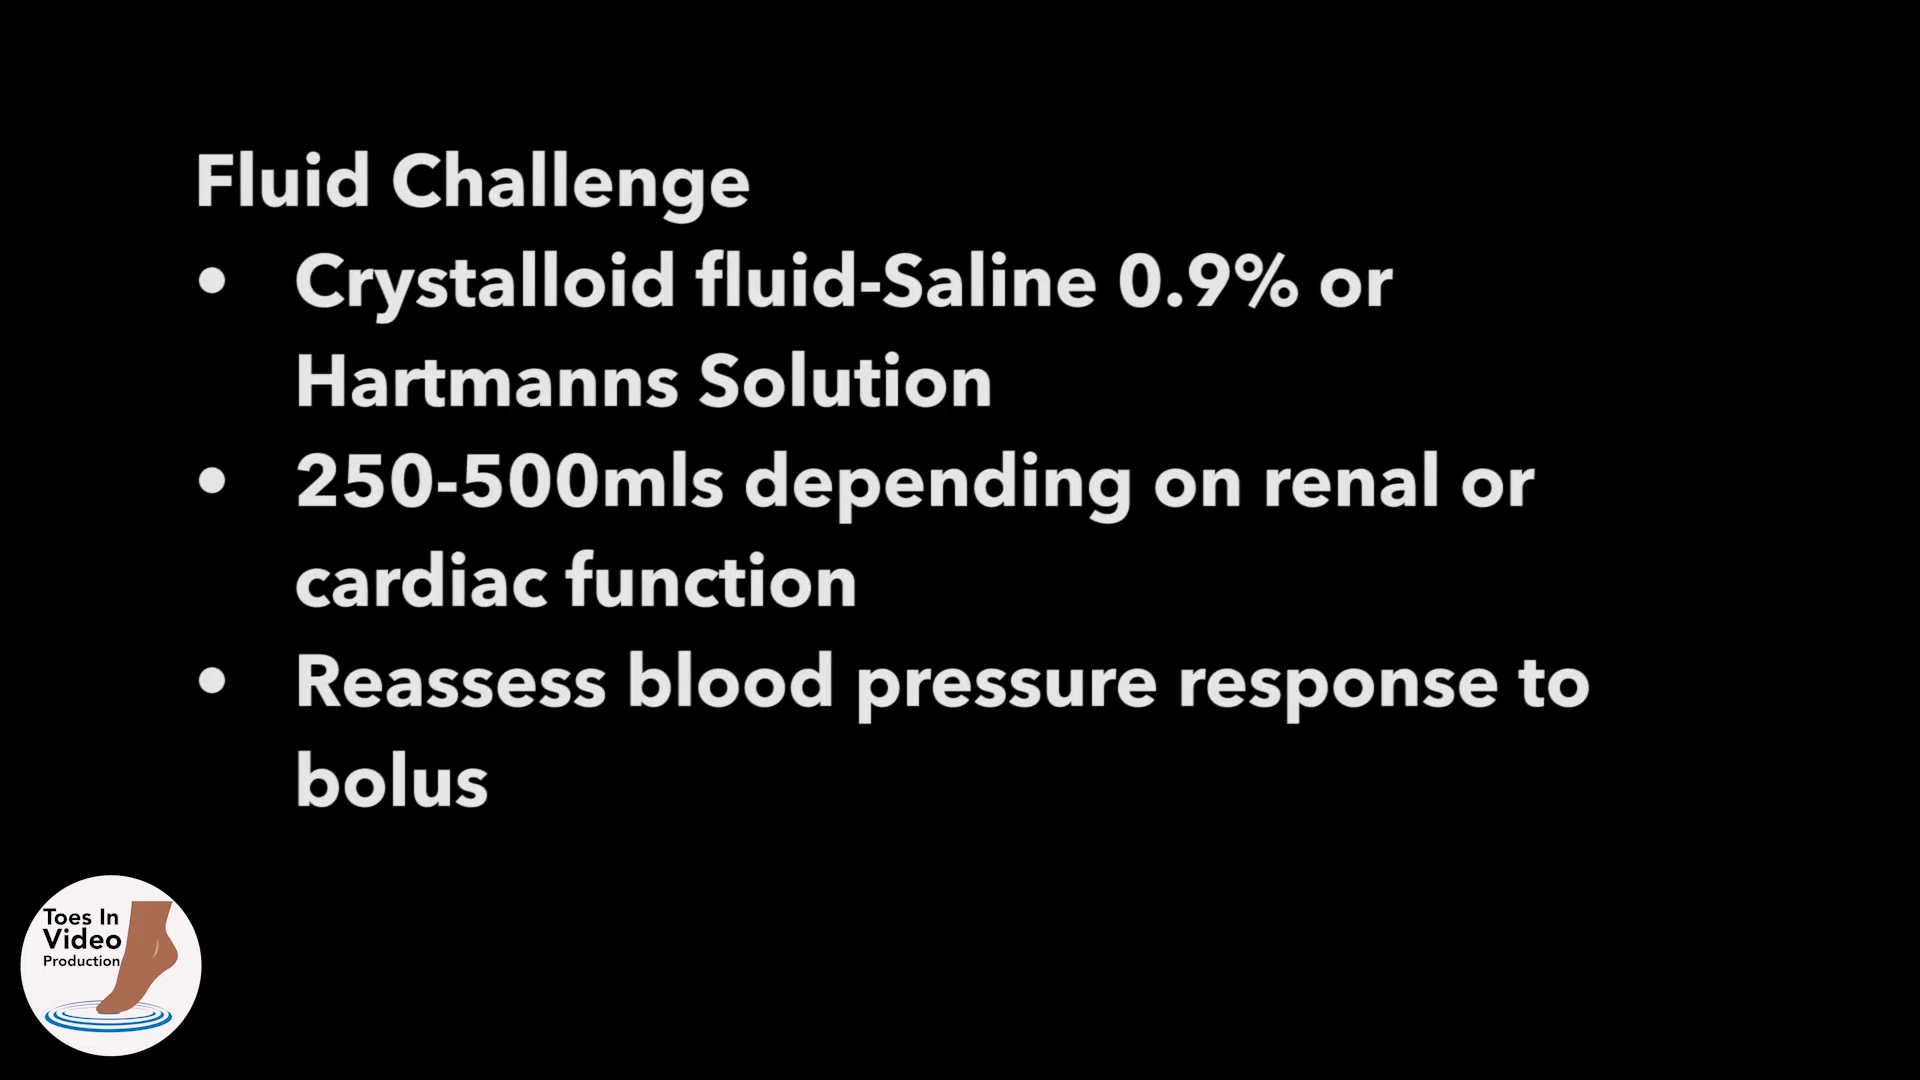 Fluid Challenge
• Crystalloid fluid-Saline 0.9% or
Hartmanns Solution
• 250-500mls depending on renal or
cardiac function
• Reassess blood pressure response to
bolus
Toes In
Video
Production